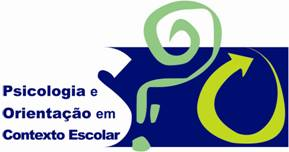 Psicologia e
Orientação em
Contexto Escolar